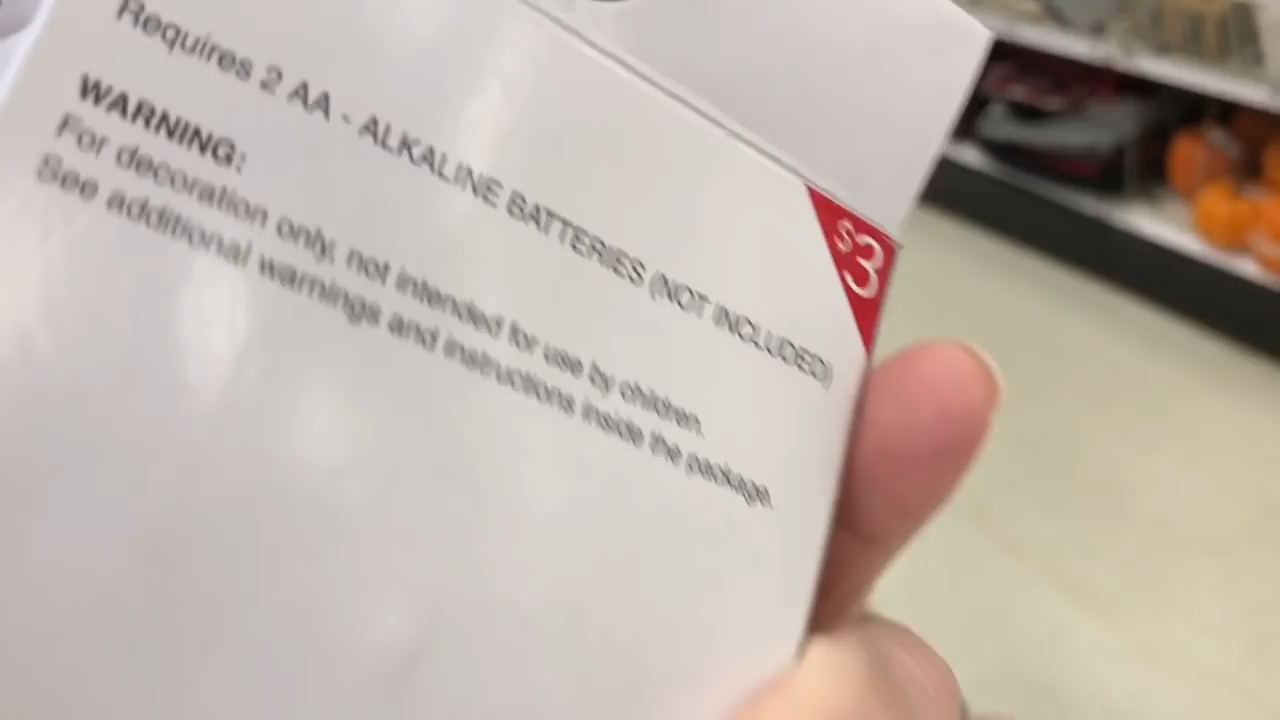 Requires 2 AA - ALKALINE BATTERIES (NOT INCLUDED)
WARNING:
For decoration only, not intended for use by children.
See additional warnings and instructions inside the package.
$3